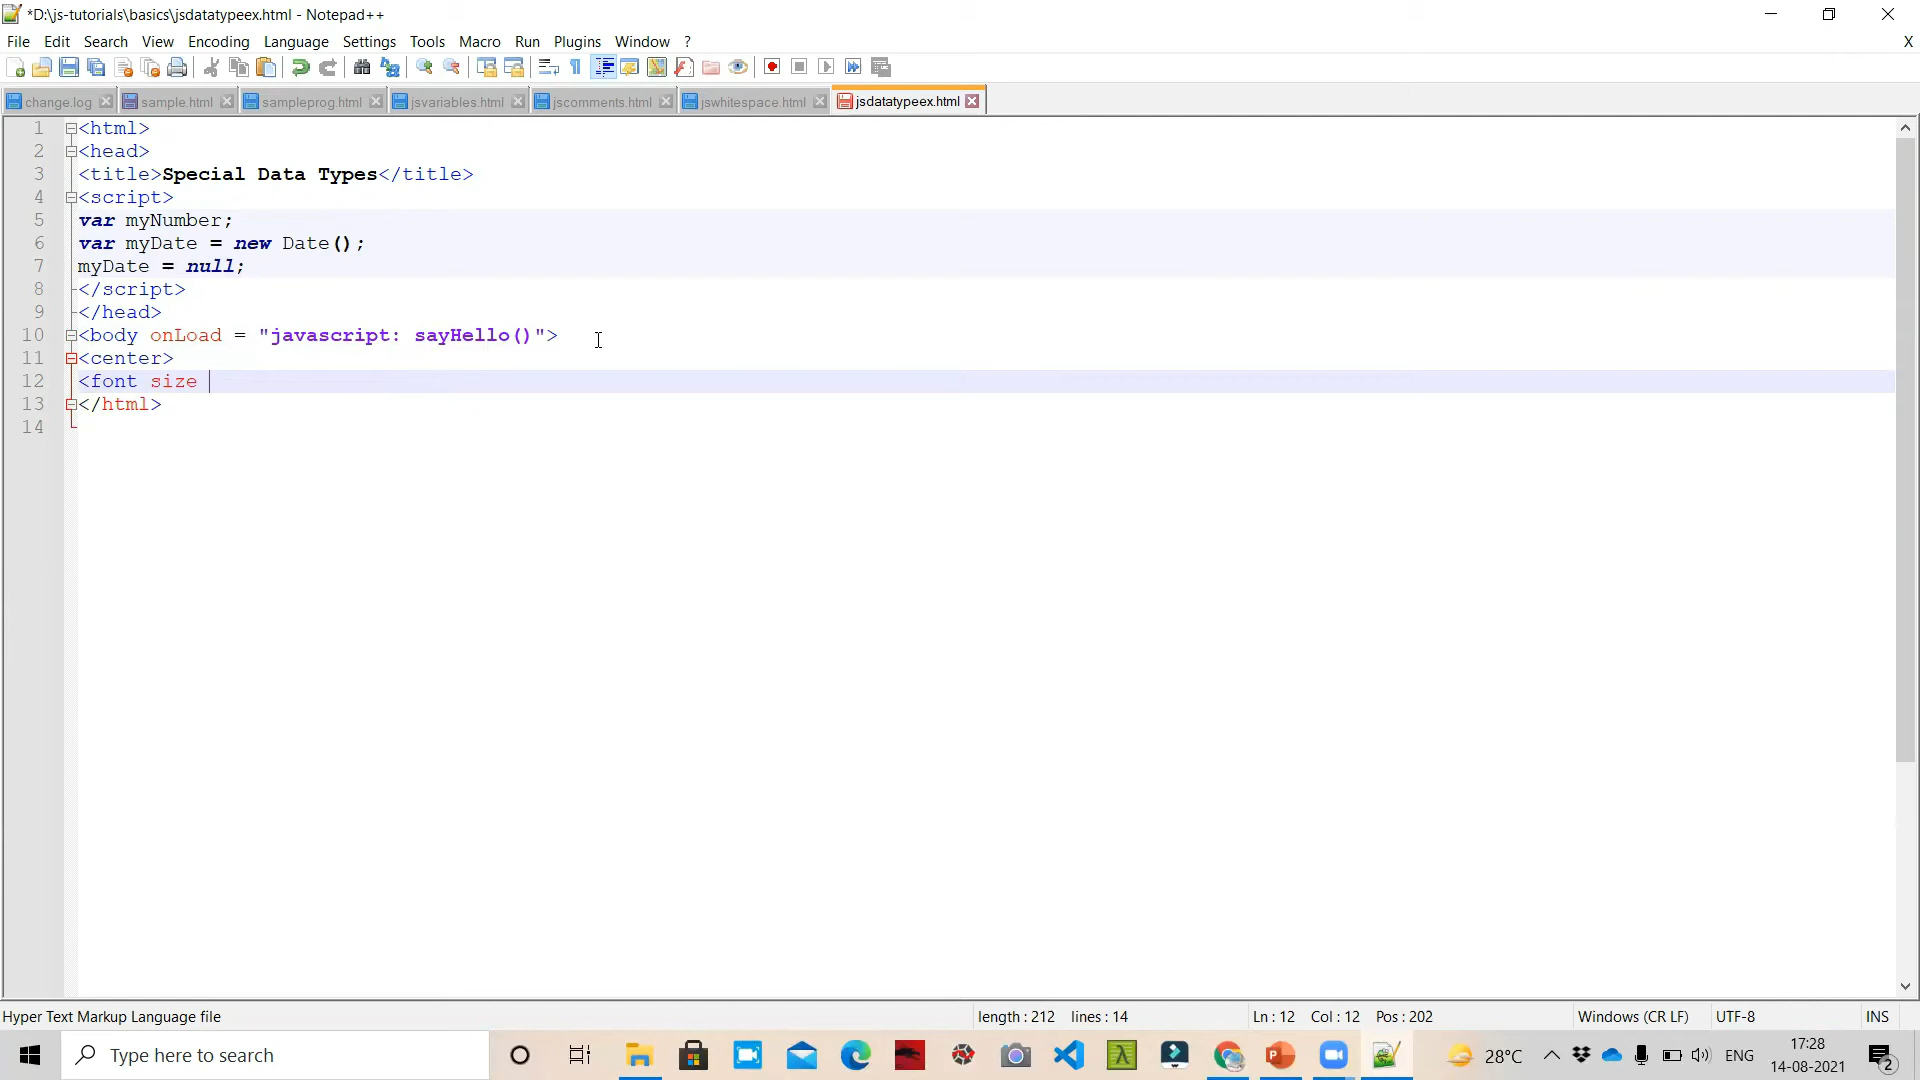 *D:\js-tutorials\basics\jsdatatypeex.html - Notepad++
File Edit Search View Encoding Language Settings Tools Macro Run Plugins Window ? X
change.log sample.html sampleprog.html jsvariables.html jscomments.html jswhitespace.html jsdatatypeex.html
1 <html>
2 <head>
3 <title>Special Data Types</title>
4 <script>
5 var myNumber;
6 var myDate = new Date();
7 myDate = null;
8 </script>
9 </head>
10 <body onLoad = "javascript: sayHello()">
11 <center>
12 <font size
13 </html>
14
Hyper Text Markup Language file length : 212 lines : 14 Ln : 12 Col : 12 Pos : 202 Windows (CR LF) UTF-8 INS
Type here to search 28°C ENG 17:28
14-08-2021 2